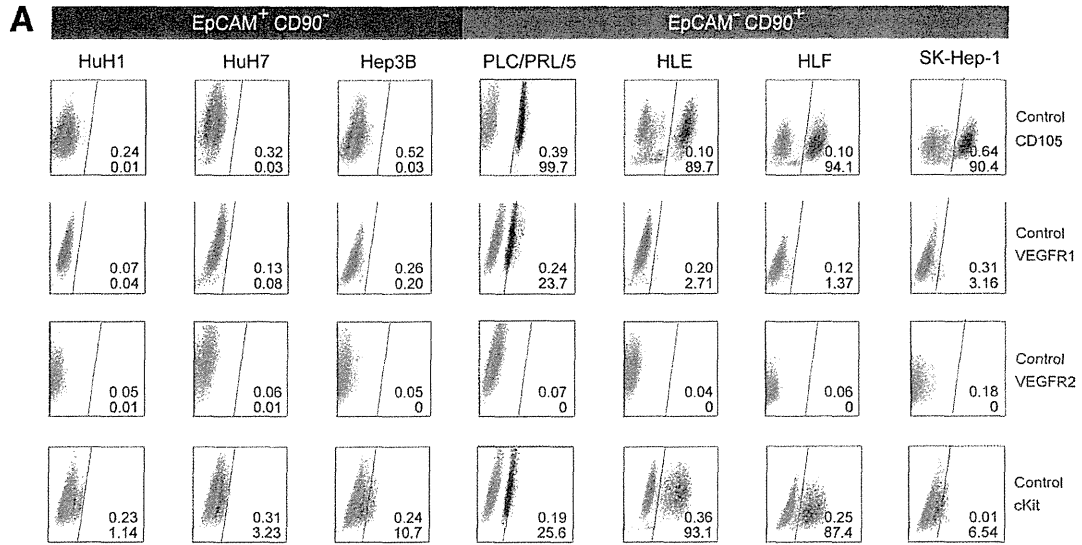 A
EpCAM⁺ CD90⁻ EpCAM⁻ CD90⁺
HuH1 HuH7 Hep3B PLC/PRL/5 HLE HLF SK-Hep-1
Control
CD105
0.24 0.32 0.52 0.39 0.10 0.10 0.64
0.01 0.03 0.03 99.7 89.7 94.1 90.4
Control
VEGFR1
0.07 0.13 0.26 0.24 0.20 0.12 0.31
0.04 0.08 0.20 23.7 2.71 1.37 3.16
Control
VEGFR2
0.05 0.06 0.05 0.07 0.04 0.06 0.18
0.01 0.01 0 0 0 0 0
Control
cKit
0.23 0.31 0.24 0.19 0.36 0.25 0.01
1.14 3.23 10.7 25.6 93.1 87.4 6.54